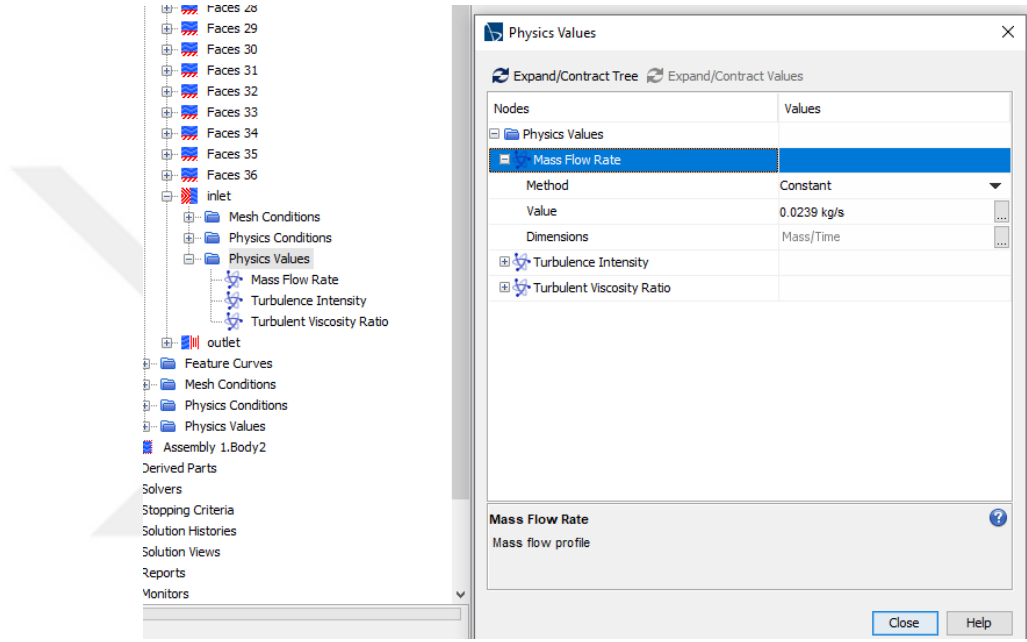 Faces 28
Faces 29
Faces 30
Faces 31
Faces 32
Faces 33
Faces 34
Faces 35
Faces 36
inlet
Mesh Conditions
Physics Conditions
Physics Values
Mass Flow Rate
Turbulence Intensity
Turbulent Viscosity Ratio
outlet
Feature Curves
Mesh Conditions
Physics Conditions
Physics Values
Assembly 1.Body2
Derived Parts
Solvers
Stopping Criteria
Solution Histories
Solution Views
Reports
Monitors
Physics Values
Expand/Contract Tree Expand/Contract Values
Nodes Values
Physics Values
Mass Flow Rate
Method Constant
Value 0.0239 kg/s ...
Dimensions Mass/Time ...
Turbulence Intensity
Turbulent Viscosity Ratio
Mass Flow Rate
Mass flow profile
Close Help